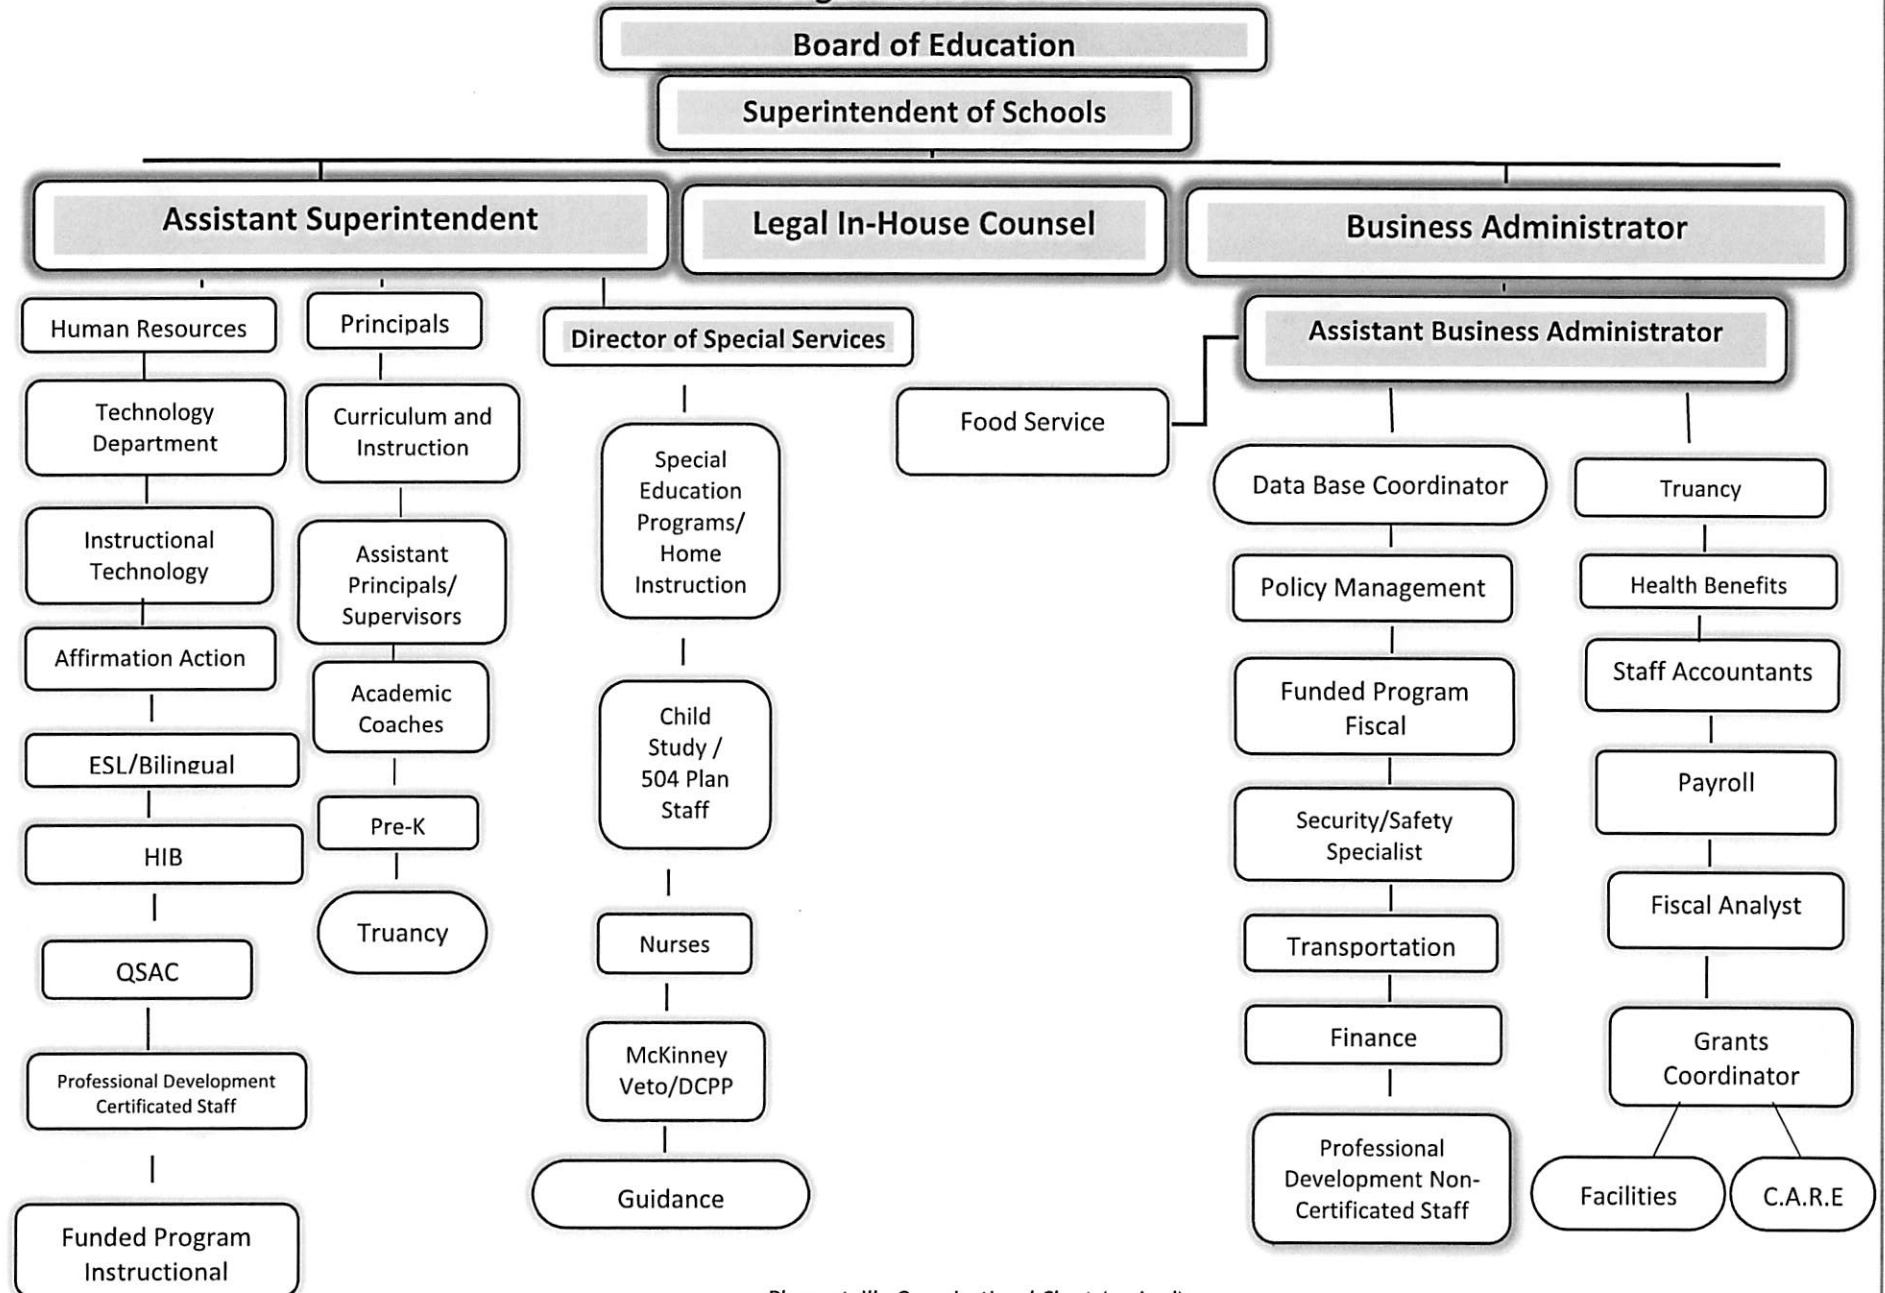 Board of Education
Superintendent of Schools
Assistant Superintendent
Legal In-House Counsel
Business Administrator
Human Resources
Technology
Department
Instructional
Technology
Affirmation Action
ESL/Bilingual
HIB
QSAC
Professional Development
Certificated Staff
Funded Program
Instructional
Principals
Curriculum and
Instruction
Assistant
Principals/
Supervisors
Academic
Coaches
Pre-K
Truancy
Director of Special Services
Special
Education
Programs/
Home
Instruction
Child
Study /
504 Plan
Staff
Nurses
McKinney
Veto/DCPP
Guidance
Assistant Business Administrator
Food Service
Data Base Coordinator
Policy Management
Funded Program
Fiscal
Security/Safety
Specialist
Transportation
Finance
Professional
Development Non-
Certificated Staff
Truancy
Health Benefits
Staff Accountants
Payroll
Fiscal Analyst
Grants
Coordinator
Facilities
C.A.R.E